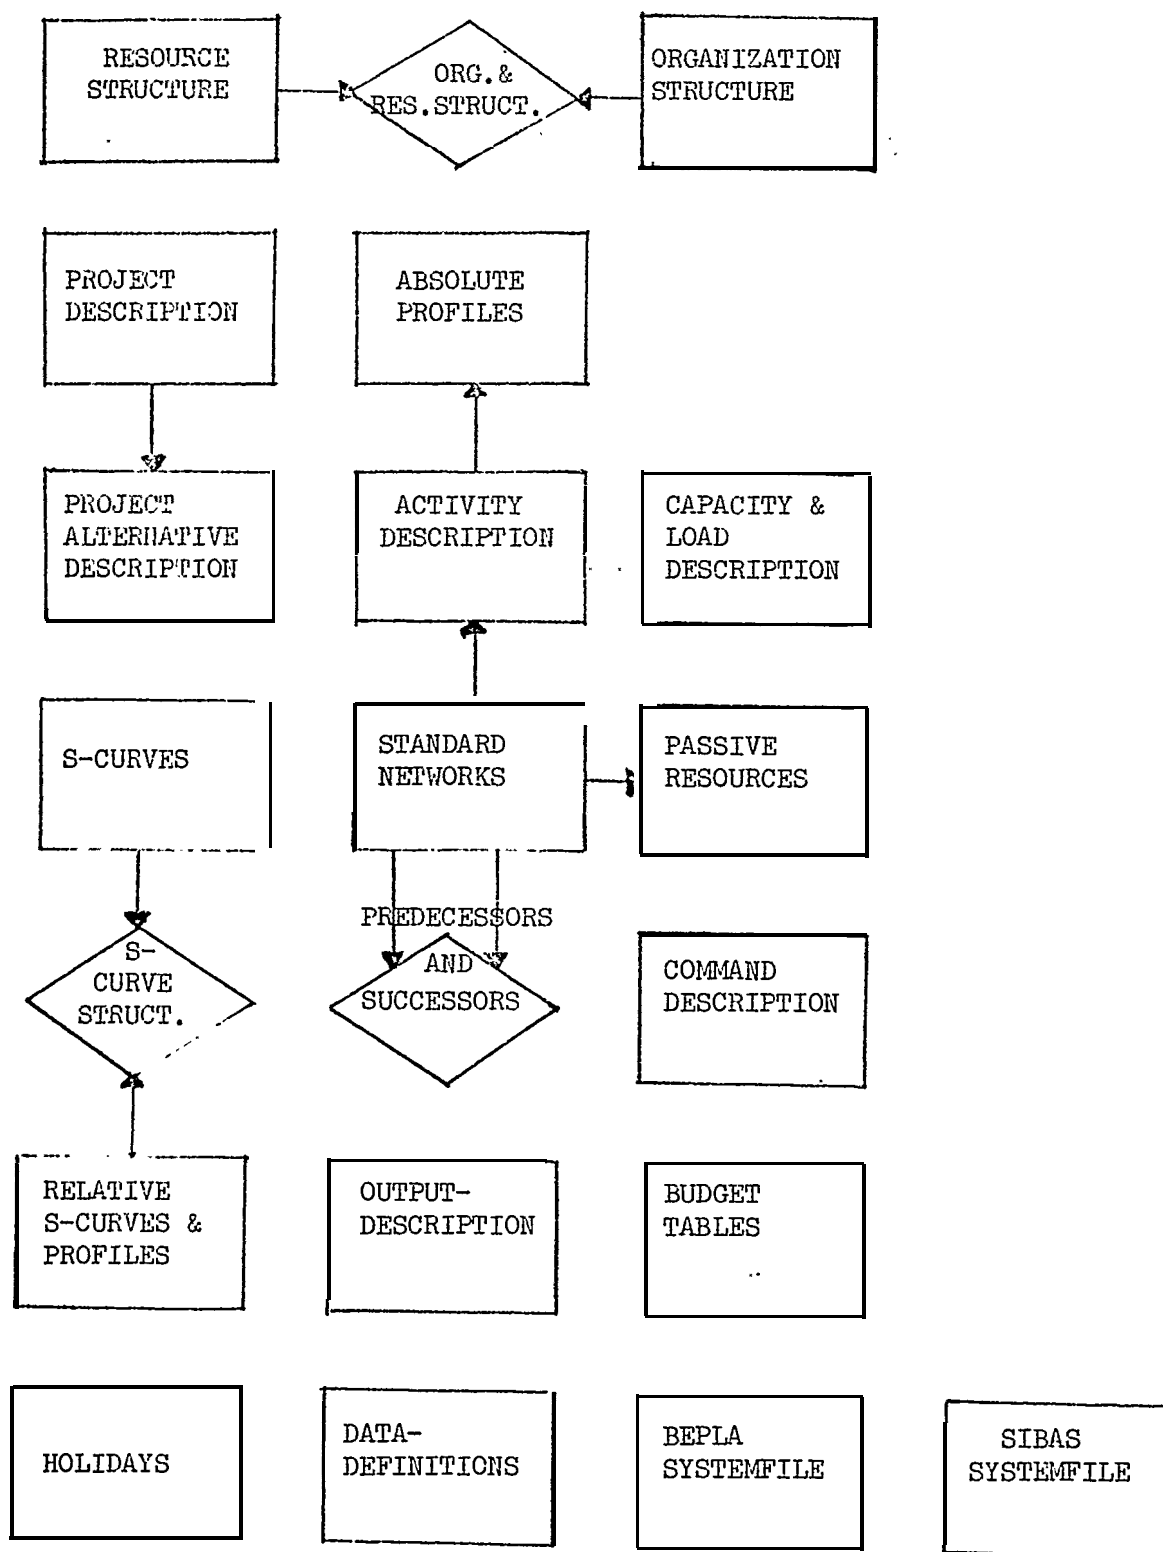 RESOURCE
STRUCTURE
ORG.&
RES.STRUCT.
ORGANIZATION
STRUCTURE
PROJECT
DESCRIPTION
ABSOLUTE
PROFILES
PROJECT
ALTERNATIVE
DESCRIPTION
ACTIVITY
DESCRIPTION
CAPACITY &
LOAD
DESCRIPTION
S-CURVES
STANDARD
NETWORKS
PASSIVE
RESOURCES
S-
CURVE
STRUCT.
PREDECESSORS
AND
SUCCESSORS
COMMAND
DESCRIPTION
RELATIVE
S-CURVES &
PROFILES
OUTPUT-
DESCRIPTION
BUDGET
TABLES
HOLIDAYS
DATA-
DEFINITIONS
BEPLA
SYSTEMFILE
SIBAS
SYSTEMFILE